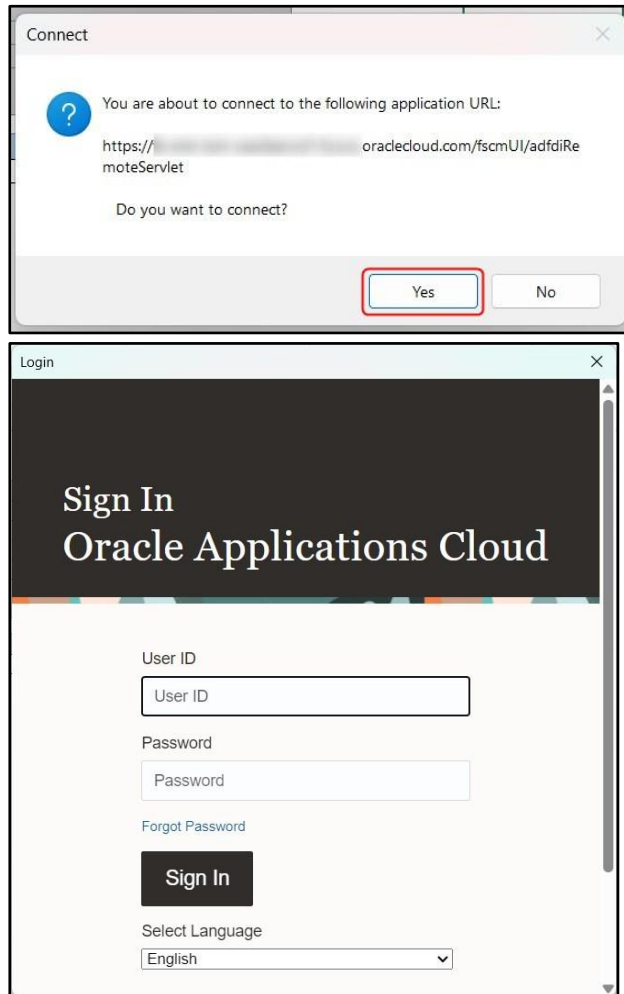 Connect
You are about to connect to the following application URL:
https:// oraclecloud.com/fscmUI/adfdiRe
moteServlet
Do you want to connect?
Yes
No
Login
Sign In
Oracle Applications Cloud
User ID
User ID
Password
Password
Forgot Password
Sign In
Select Language
English